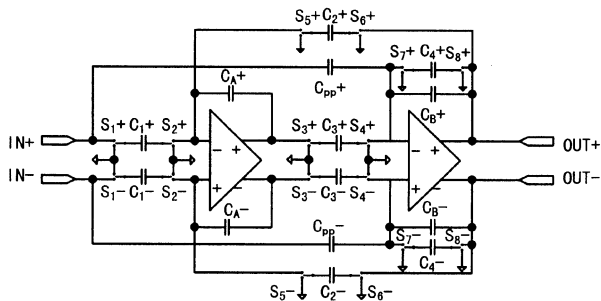 S5+ C2+ S6+
S7+ C4+ S8+
CA+
Cpp+
CB+
S1+ C1+ S2+
S3+ C3+ S4+
IN+
− +
− +
OUT+
IN-
+ −
+ −
OUT-
S1- C1- S2-
S3- C3- S4-
CA-
CB-
Cpp-
S7- S8-
C4-
S5- C2- S6-